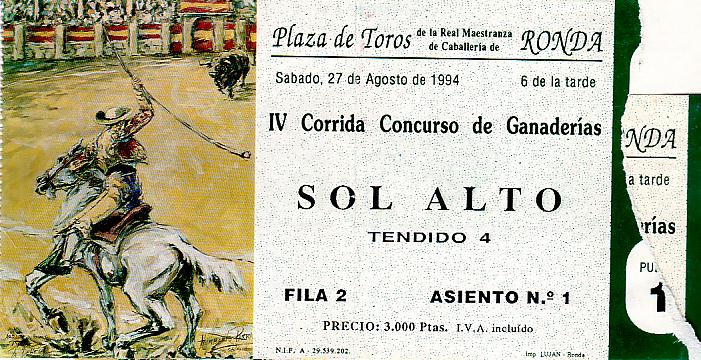 Plaza de Toros de la Real Maestranza de Caballería de RONDA
Sabado, 27 de Agosto de 1994 6 de la tarde
IV Corrida Concurso de Ganaderías
SOL ALTO
TENDIDO 4
FILA 2 ASIENTO N.º 1
PRECIO: 3.000 Ptas. I.V.A. incluído
N.I.F. A - 29.539.202.
Imp. LUJAN - Ronda
NDA
a tarde
rías
PU
1